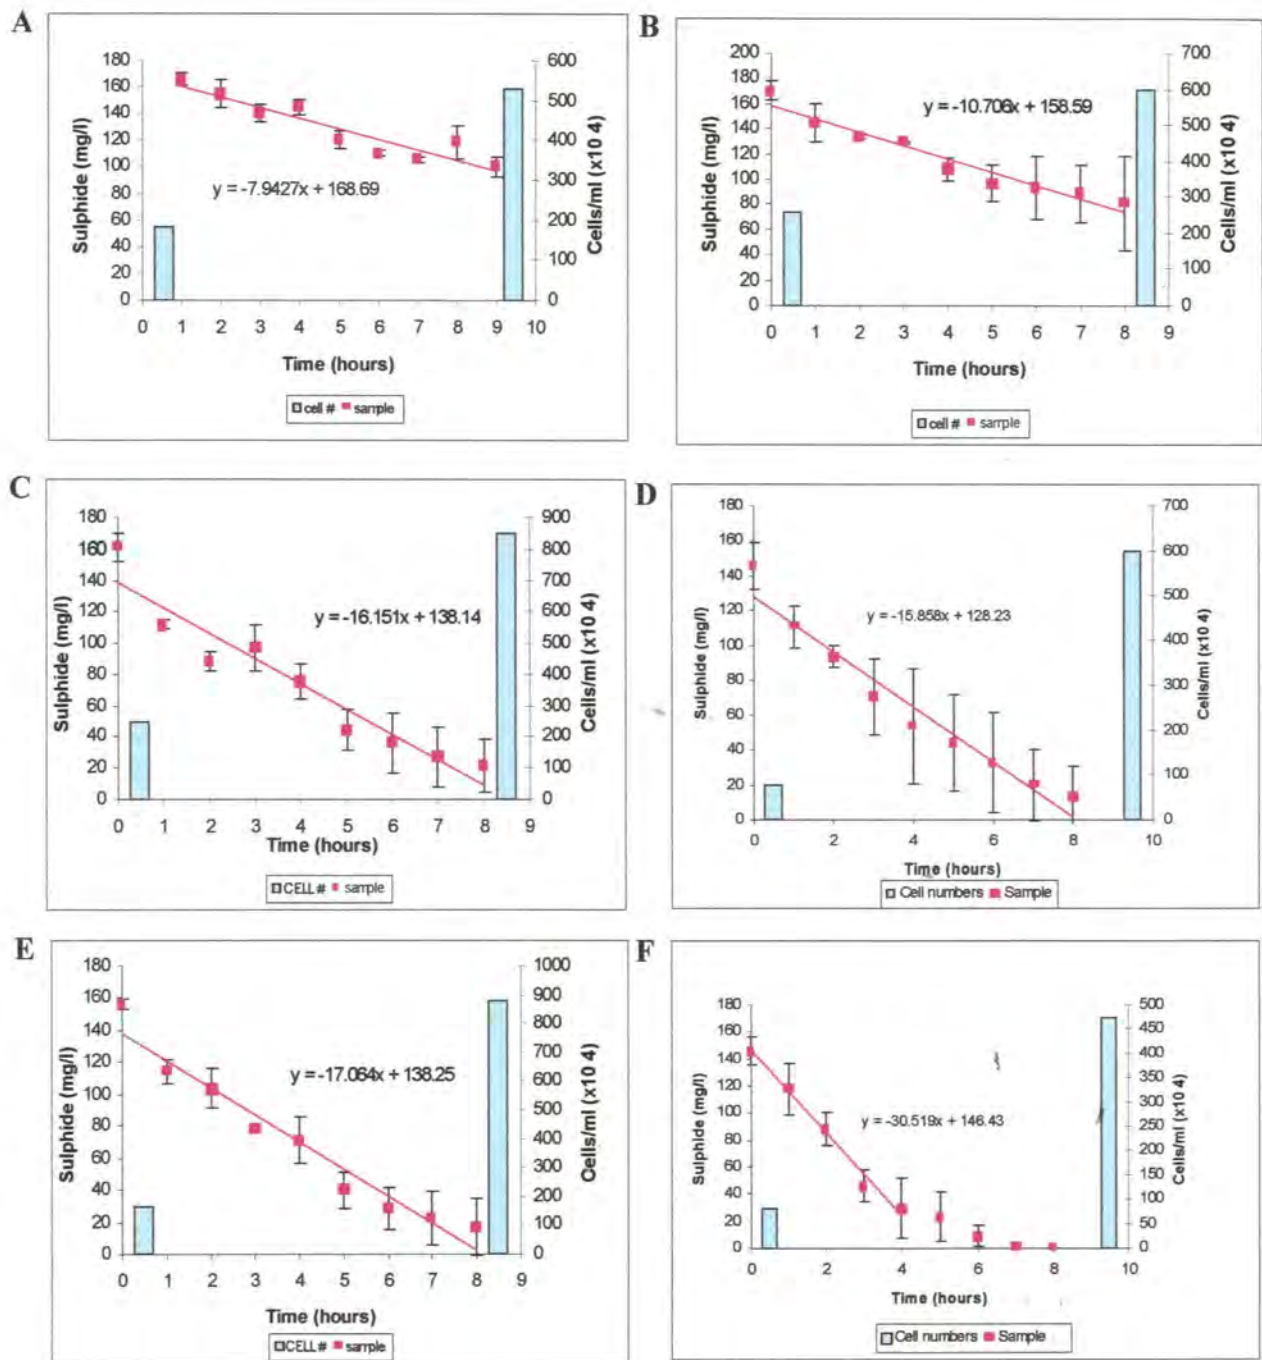 A
180
160
140
120
100
80
60
40
20
0
Sulphide (mg/l)
600
500
400
300
200
100
0
Cells/ml (x10 4)
y = -7.9427x + 168.69
0 1 2 3 4 5 6 7 8 9 10
Time (hours)
cell # sample
B
200
180
160
140
120
100
80
60
40
20
0
Sulphide (mg/l)
700
600
500
400
300
200
100
0
Cells/ml (x10 4)
y = -10.706x + 158.59
0 1 2 3 4 5 6 7 8 9
Time (hours)
cell # sample
C
180
160
140
120
100
80
60
40
20
0
Sulphide (mg/l)
900
800
700
600
500
400
300
200
100
0
Cells/ml (x10 4)
y = -16.151x + 138.14
0 1 2 3 4 5 6 7 8 9
Time (hours)
CELL # sample
D
180
160
140
120
100
80
60
40
20
0
Sulphide (mg/l)
700
600
500
400
300
200
100
0
Cells/ml (x10 4)
y = -15.858x + 128.23
0 2 4 6 8 10
Time (hours)
Cell numbers Sample
E
180
160
140
120
100
80
60
40
20
0
Sulphide (mg/l)
1000
900
800
700
600
500
400
300
200
100
0
Cells/ml (x10 4)
y = -17.064x + 138.25
0 1 2 3 4 5 6 7 8 9
Time (hours)
CELL # sample
F
180
160
140
120
100
80
60
40
20
0
Sulphide (mg/l)
500
450
400
350
300
250
200
150
100
50
0
Cells/ml (x10 4)
y = -30.519x + 146.43
0 2 4 6 8 10
Time (hours)
Cell numbers Sample